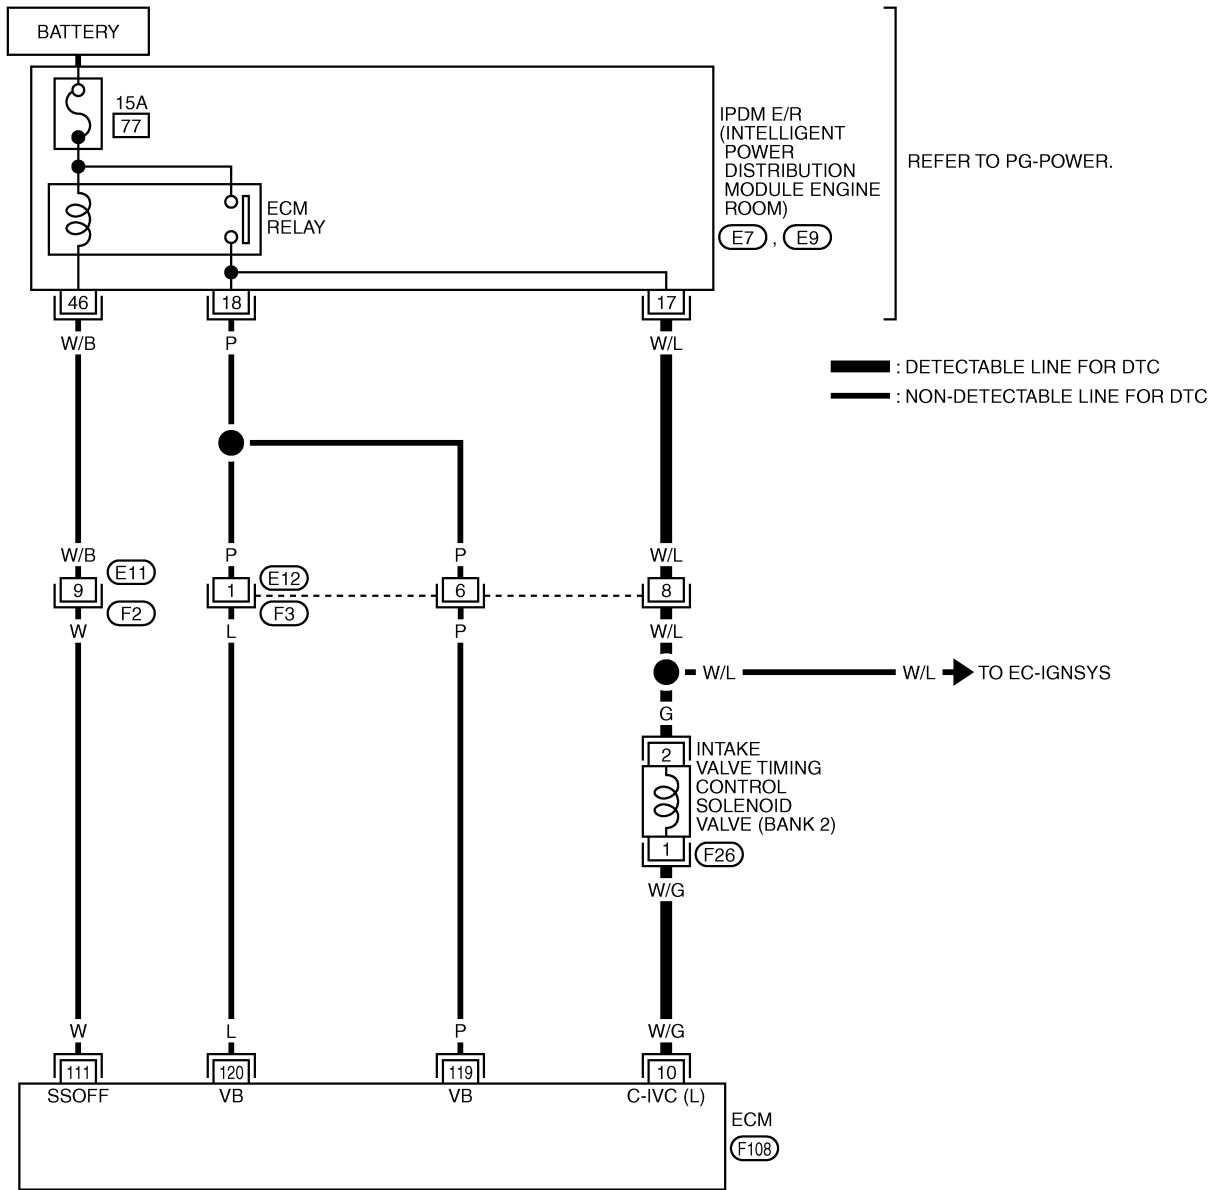 BATTERY
15A
77
IPDM E/R
(INTELLIGENT
POWER
DISTRIBUTION
MODULE ENGINE
ROOM)
E7 , E9
REFER TO PG-POWER.
ECM
RELAY
46 18 17
W/B P W/L
: DETECTABLE LINE FOR DTC
: NON-DETECTABLE LINE FOR DTC
W/B P P W/L
E11 E12
9 1 6 8
F2 F3
W L P W/L
W/L W/L TO EC-IGNSYS
G
2
INTAKE
VALVE TIMING
CONTROL
SOLENOID
VALVE (BANK 2)
1
F26
W/G
W L P W/G
111 120 119 10
SSOFF VB VB C-IVC (L)
ECM
F108